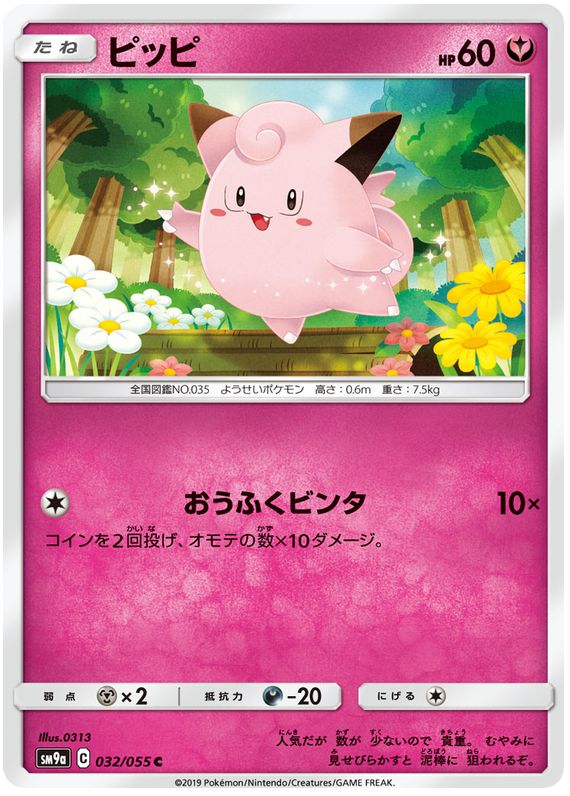 たね ピッピ HP 60
全国図鑑NO.035 ようせいポケモン 高さ:0.6m 重さ:7.5kg
おうふくビンタ 10×
コインを2回投げ、オモテの数×10ダメージ。
弱点 ×2 抵抗力 -20 にげる
Illus.0313
人気だが 数が 少ないので 貴重。 むやみに
見せびらかすと 泥棒に 狙われるぞ。
SM9a C 032/055 C
©2019 Pokémon/Nintendo/Creatures/GAME FREAK.